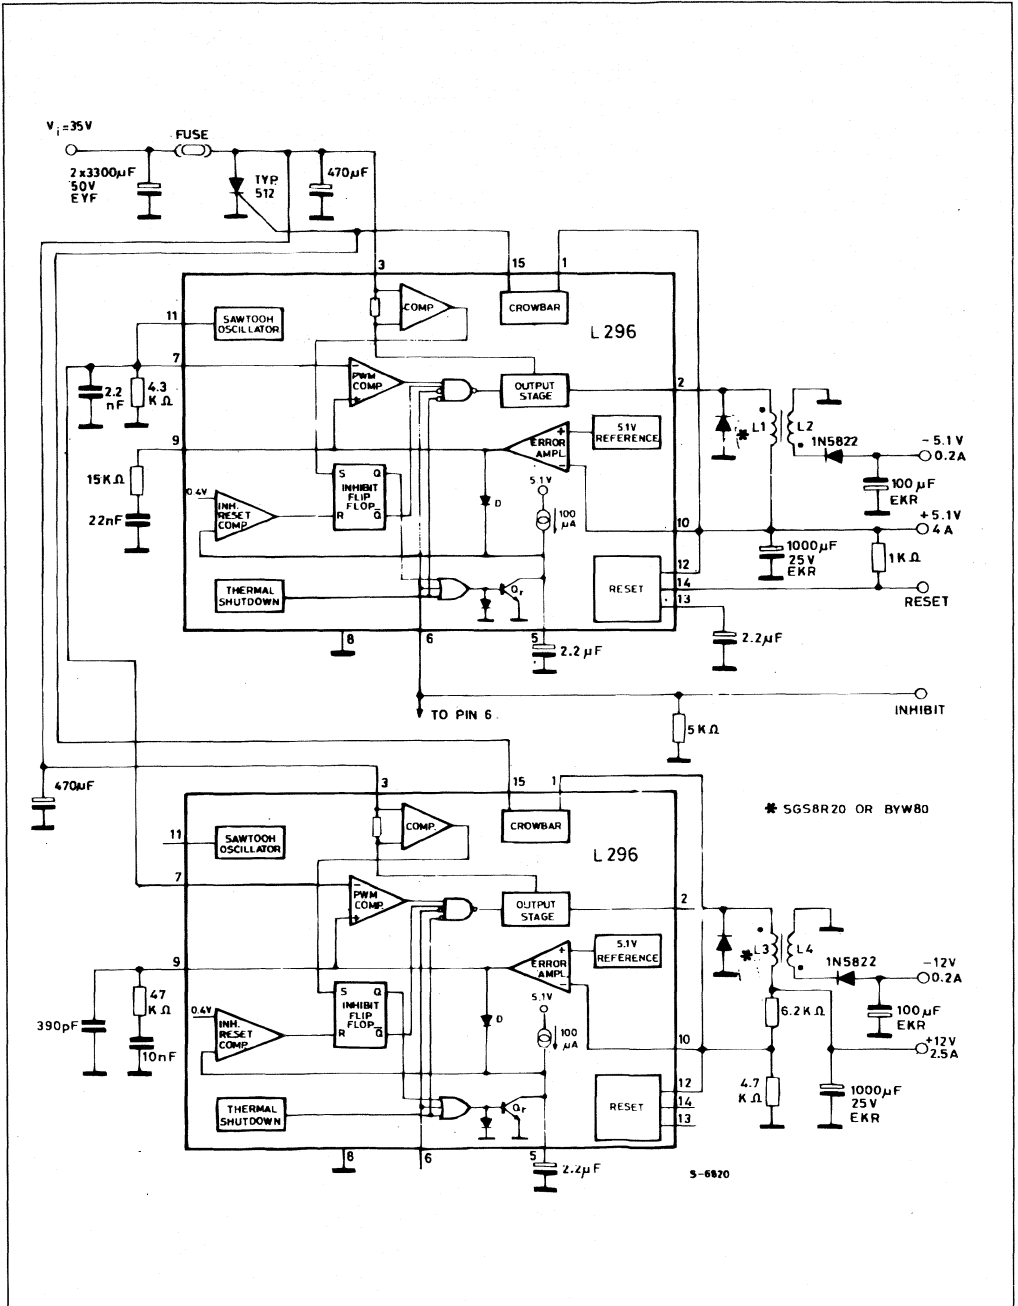 Vi=35V
FUSE
2x3300µF
50V
EYF
TYP
512
470µF
3
15
1
11
SAWTOOH
OSCILLATOR
COMP
CROWBAR
L296
7
2.2
nF
4.3
KΩ
−
PWM
COMP
+
OUTPUT
STAGE
2
*
L1
L2
1N5822
−5.1V
0.2A
100µF
EKR
9
15KΩ
22nF
+
ERROR
AMPL.
−
5.1V
REFERENCE
S
Q
INHIBIT
FLIP
FLOP
R
Q
0.4V
INH.
RESET
COMP.
D
5.1V
100
µA
10
+5.1V
4A
1000µF
25V
EKR
1KΩ
12
14
13
RESET
RESET
THERMAL
SHUTDOWN
Qr
8
6
5
2.2µF
2.2µF
TO PIN 6
INHIBIT
5KΩ
470µF
3
15
1
* SGS8R20 OR BYW80
11
SAWTOOH
OSCILLATOR
COMP.
CROWBAR
L296
7
−
PWM
COMP.
+
OUTPUT
STAGE
2
*
L3
L4
1N5822
−12V
0.2A
100µF
EKR
9
390pF
47
KΩ
10nF
+
ERROR
AMPL.
−
5.1V
REFERENCE
S
Q
INHIBIT
FLIP
FLOP
R
Q
0.4V
INH.
RESET
COMP.
D
5.1V
100
µA
6.2KΩ
10
+12V
2.5A
4.7
KΩ
1000µF
25V
EKR
12
14
13
RESET
THERMAL
SHUTDOWN
Qr
8
6
5
2.2µF
S-6820